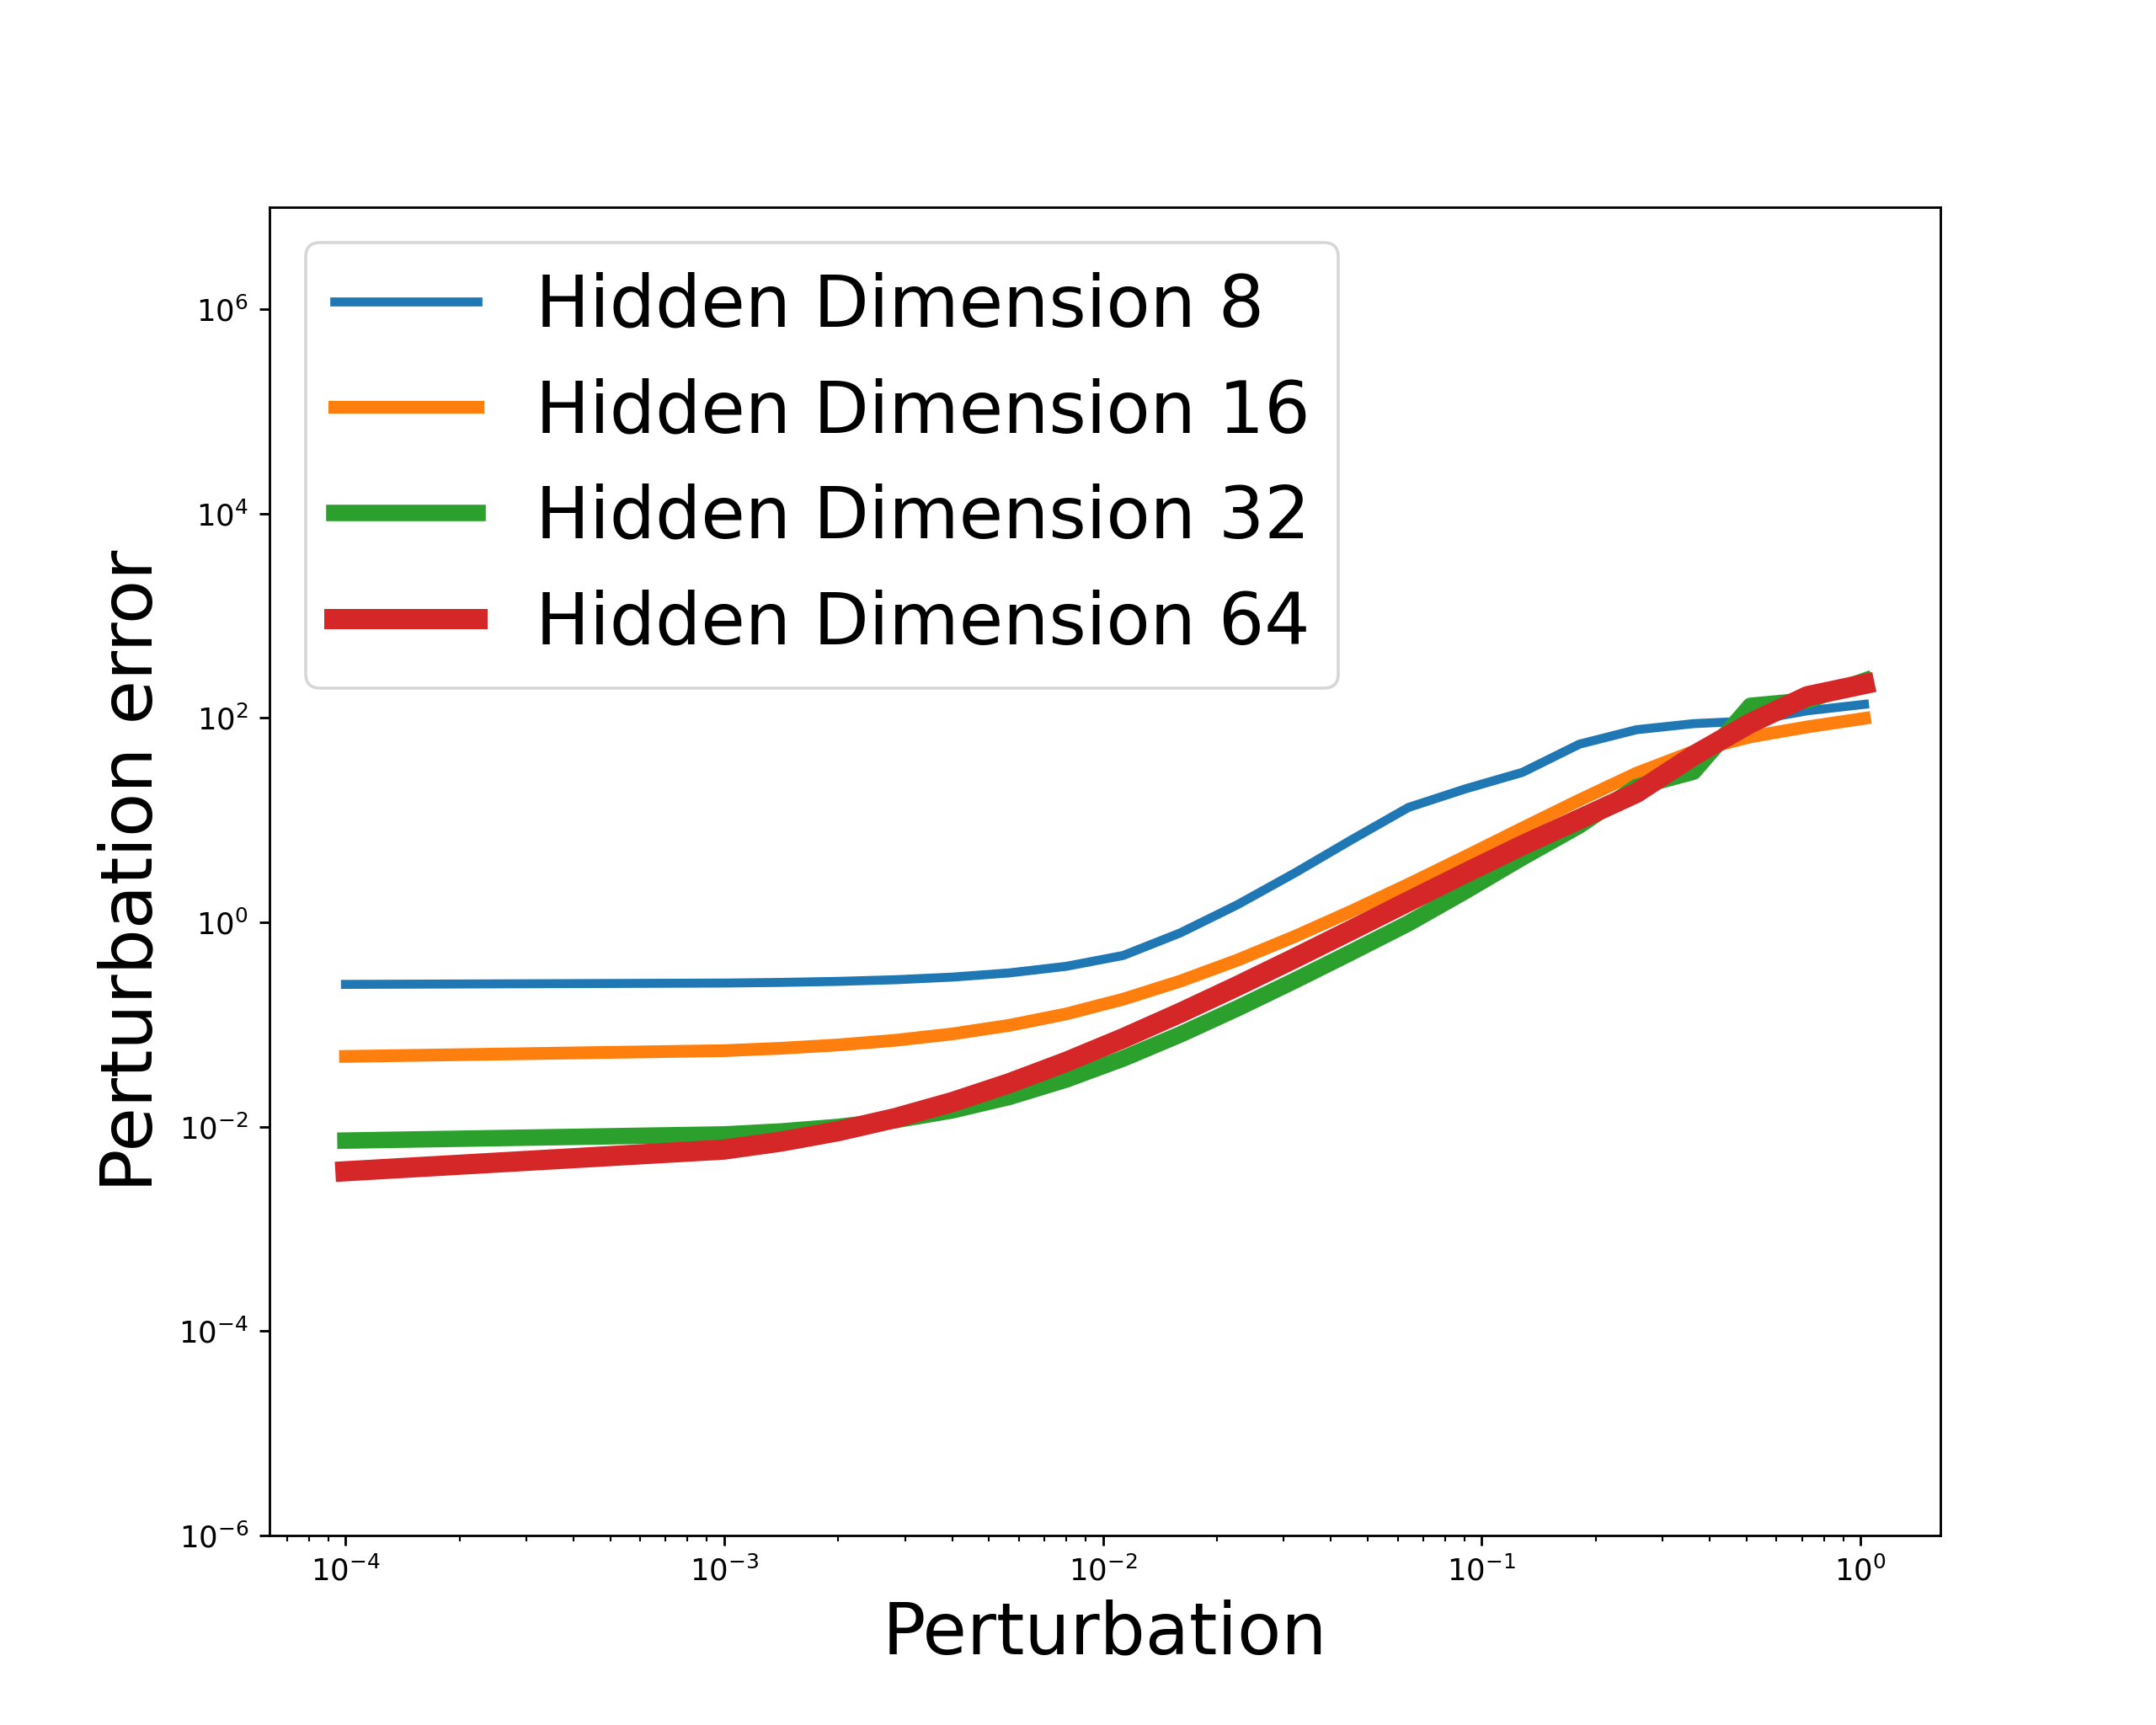 Hidden Dimension 8
Hidden Dimension 16
Hidden Dimension 32
Hidden Dimension 64
Perturbation error
10⁶
10⁴
10²
10⁰
10⁻²
10⁻⁴
10⁻⁶
10⁻⁴ 10⁻³ 10⁻² 10⁻¹ 10⁰
Perturbation